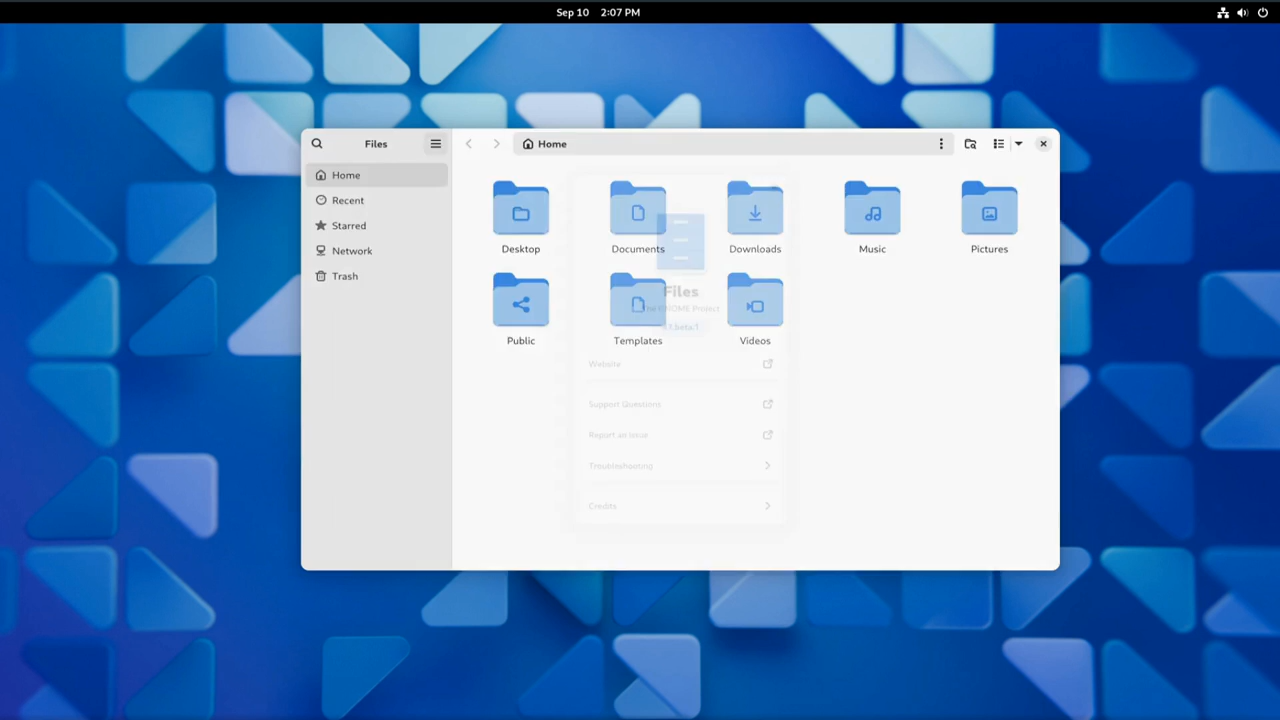 Sep 10 2:07 PM
Files
Home
Home
Recent
Starred
Network
Trash
Desktop
Documents
Downloads
Music
Pictures
Public
Templates
Videos
Files
The GNOME Project
Website
Support Questions
Report an Issue
Troubleshooting
Credits